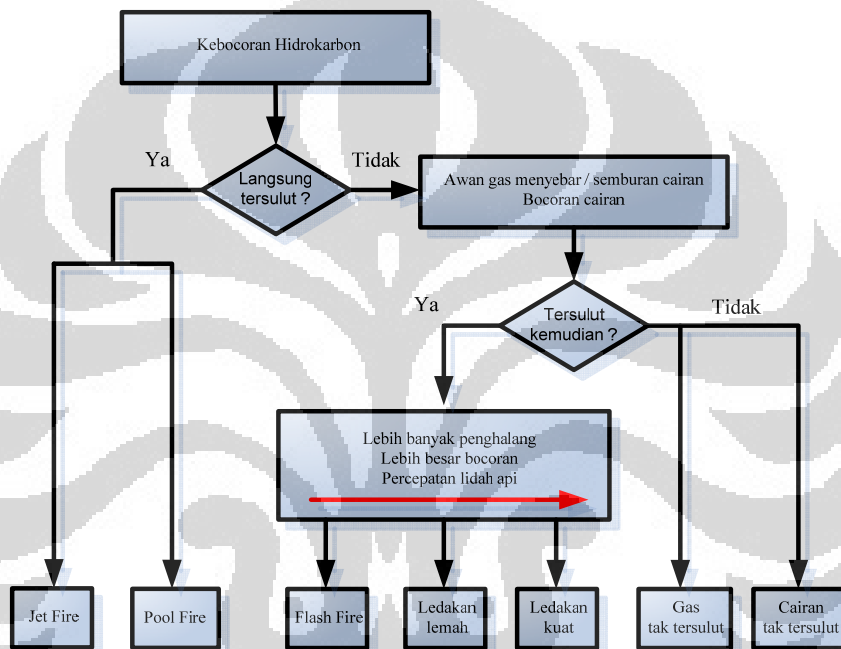 Kebocoran Hidrokarbon
Ya
Tidak
Langsung
tersulut ?
Awan gas menyebar / semburan cairan
Bocoran cairan
Ya
Tidak
Tersulut
kemudian ?
Lebih banyak penghalang
Lebih besar bocoran
Percepatan lidah api
Jet Fire
Pool Fire
Flash Fire
Ledakan
lemah
Ledakan
kuat
Gas
tak tersulut
Cairan
tak tersulut